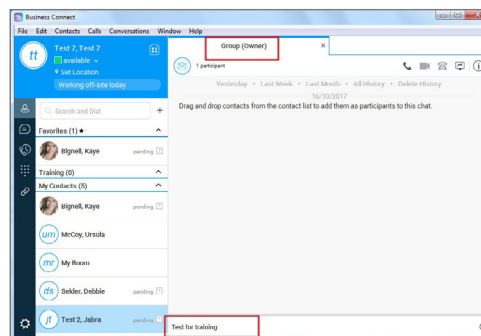 Business Connect
File Edit Contacts Calls Conversations Window Help
tt
Test 7, Test 7
available
Set Location
Working off-site today
Search and Dial
+
Favorites (1) ★
Bignell, Kaye pending
Training (0)
My Contacts (5)
Bignell, Kaye pending
um McCoy, Ursula
mr My Room
ds Sekler, Debbie pending
jt Test 2, Jabra pending
Group (Owner) ×
1 participant
Yesterday • Last Week • Last Month • All History • Delete History
16/10/2017
Drag and drop contacts from the contact list to add them as participants to this chat.
Test for training